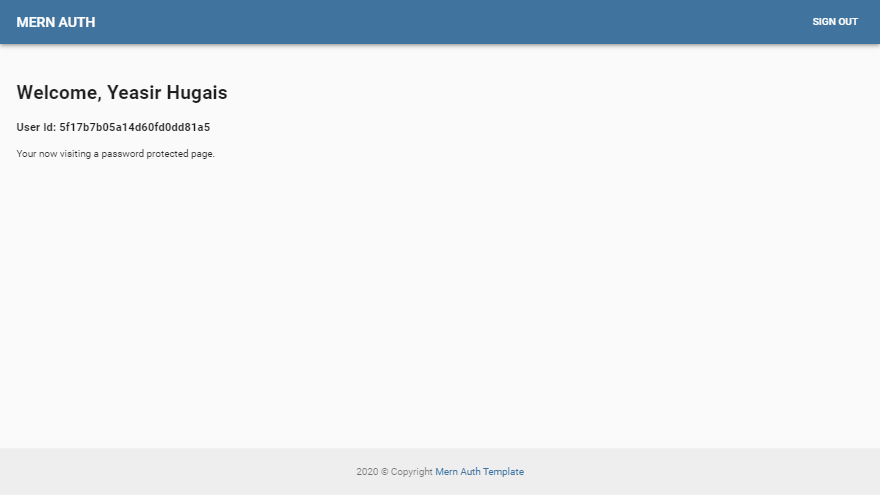 MERN AUTH
SIGN OUT
Welcome, Yeasir Hugais
User Id: 5f17b7b05a14d60fd0dd81a5
Your now visiting a password protected page.
2020 © Copyright Mern Auth Template